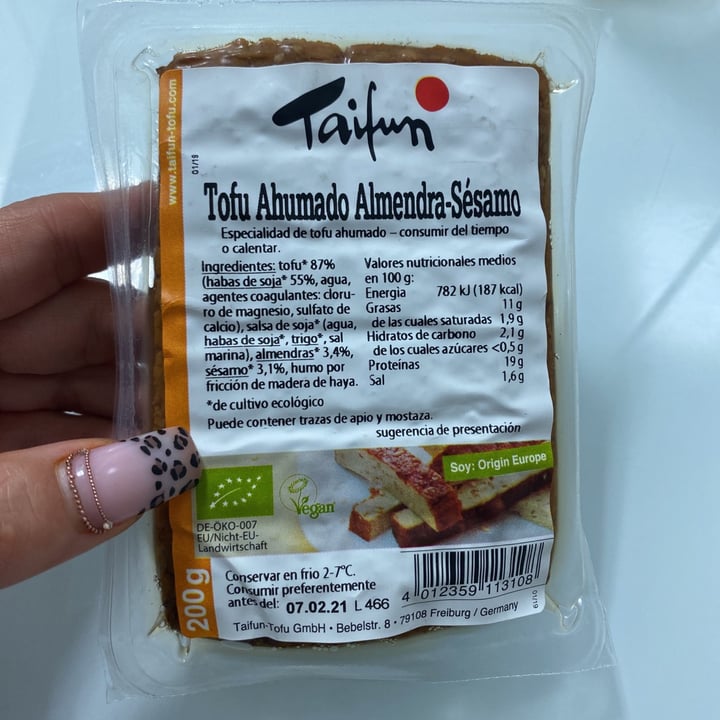 Taifun
www.taifun-tofu.com
01/19
Tofu Ahumado Almendra-Sésamo
Especialidad de tofu ahumado – consumir del tiempo
o calentar.
Ingredientes: tofu* 87%
(habas de soja* 55%, agua,
agentes coagulantes: cloru-
ro de magnesio, sulfato de
calcio), salsa de soja* (agua,
habas de soja*, trigo*, sal
marina), almendras* 3,4%,
sésamo* 3,1%, humo por
fricción de madera de haya.
*de cultivo ecológico
Valores nutricionales medios
en 100 g:
Energia 782 kJ (187 kcal)
Grasas 11 g
de las cuales saturadas 1,9 g
Hidratos de carbono 2,1 g
de los cuales azúcares <0,5 g
Proteínas 19 g
Sal 1,6 g
Puede contener trazas de apio y mostaza.
sugerencia de presentación
Soy: Origin Europe
Vegan
DE-ÖKO-007
EU/Nicht-EU-
Landwirtschaft
200g
Conservar en frio 2-7°C.
Consumir preferentemente
antes del: 07.02.21 L 466
4 012359 113108
01/19
Taifun-Tofu GmbH • Bebelstr. 8 • 79108 Freiburg / Germany